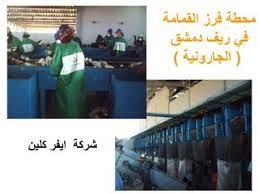 محطة فرز القمامة
في ريف دمشق
( الجارونية )
شركة ايفر كلين